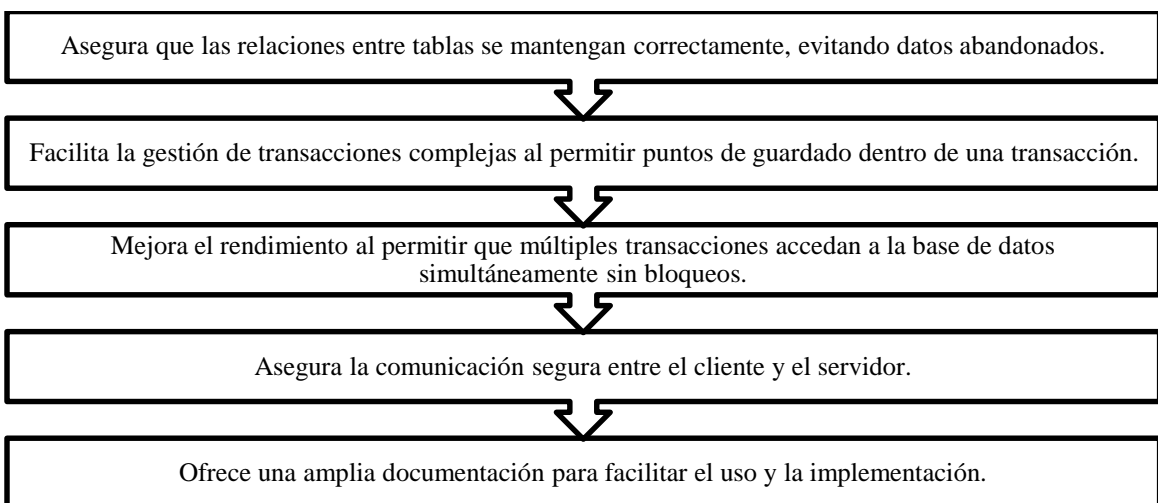 Asegura que las relaciones entre tablas se mantengan correctamente, evitando datos abandonados.
Facilita la gestión de transacciones complejas al permitir puntos de guardado dentro de una transacción.
Mejora el rendimiento al permitir que múltiples transacciones accedan a la base de datos
simultáneamente sin bloqueos.
Asegura la comunicación segura entre el cliente y el servidor.
Ofrece una amplia documentación para facilitar el uso y la implementación.